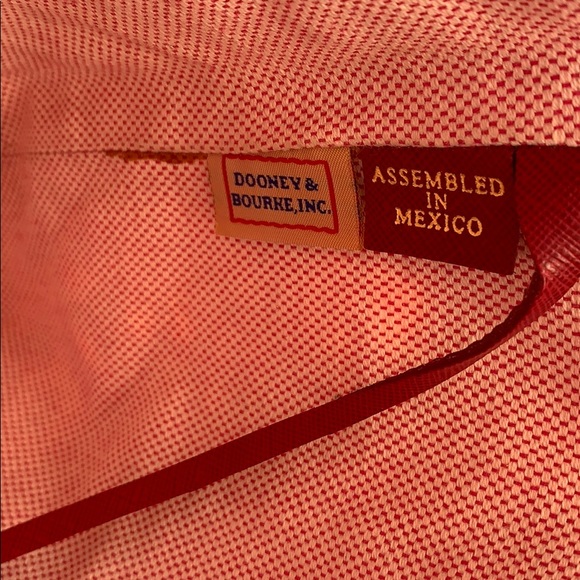 DOONEY &
BOURKE, INC.
ASSEMBLED
IN
MEXICO